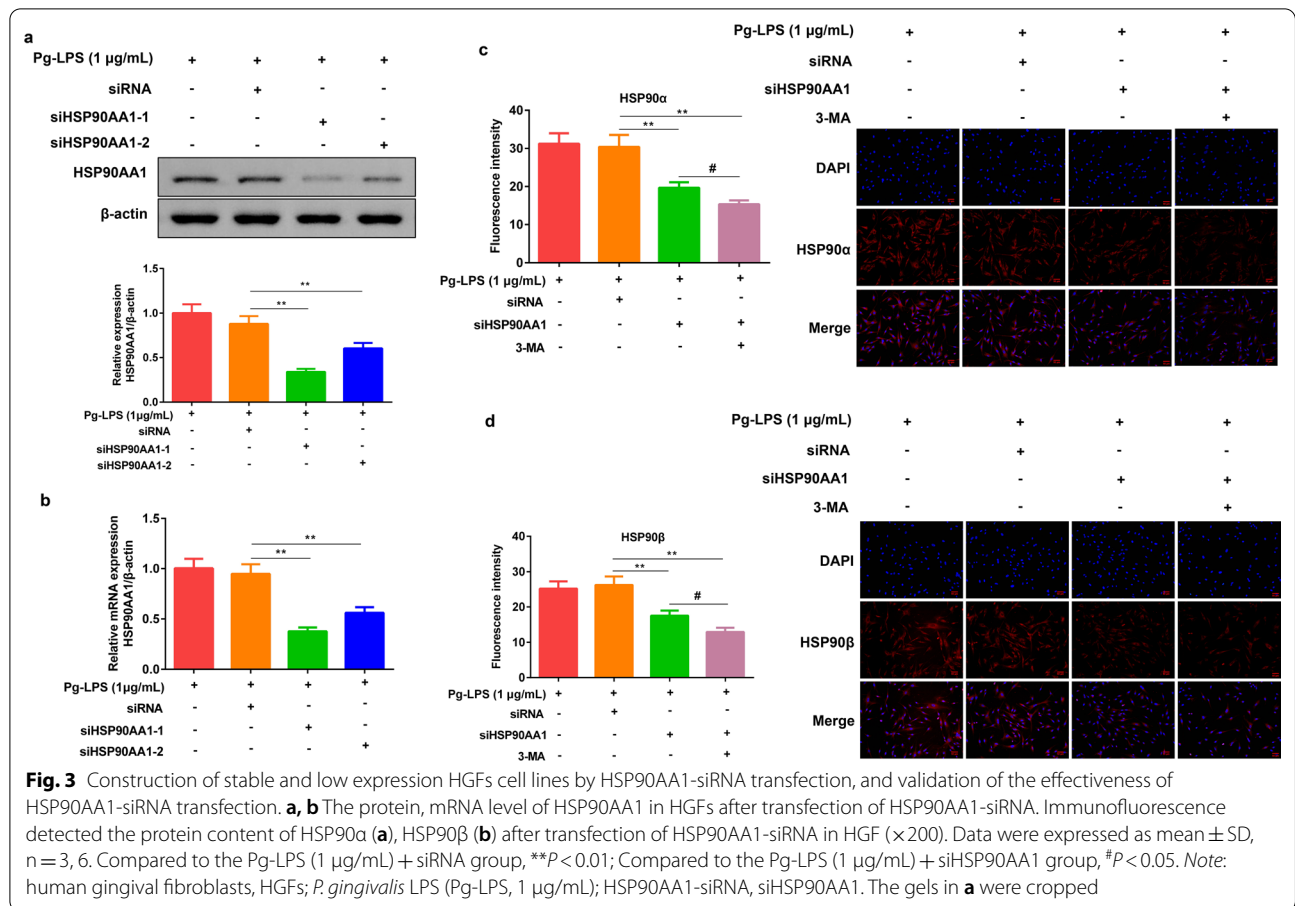 a
Pg-LPS (1 µg/mL) + + + +
siRNA - + - -
siHSP90AA1-1 - - + -
siHSP90AA1-2 - - - +
HSP90AA1
β-actin
Relative expression
HSP90AA1/β-actin
1.5
1.0
0.5
0.0
**
**
Pg-LPS (1µg/mL) + + + +
siRNA - + - -
siHSP90AA1-1 - - + -
siHSP90AA1-2 - - - +
b
Relative mRNA expression
HSP90AA1/β-actin
1.5
1.0
0.5
0.0
**
**
Pg-LPS (1µg/mL) + + + +
siRNA - + - -
siHSP90AA1-1 - - + -
siHSP90AA1-2 - - - +
c
HSP90α
Fluorescence intensity
40
30
20
10
0
**
**
#
Pg-LPS (1 µg/mL) + + + +
siRNA - + - -
siHSP90AA1 - - + +
3-MA - - - +
Pg-LPS (1 µg/mL) + + + +
siRNA - + - -
siHSP90AA1 - - + +
3-MA - - - +
DAPI
HSP90α
Merge
d
HSP90β
Fluorescence intensity
40
30
20
10
0
**
**
#
Pg-LPS (1 µg/mL) + + + +
siRNA - + - -
siHSP90AA1 - - + +
3-MA - - - +
Pg-LPS (1 µg/mL) + + + +
siRNA - + - -
siHSP90AA1 - - + +
3-MA - - - +
DAPI
HSP90β
Merge
Fig. 3 Construction of stable and low expression HGFs cell lines by HSP90AA1-siRNA transfection, and validation of the effectiveness of
HSP90AA1-siRNA transfection. a, b The protein, mRNA level of HSP90AA1 in HGFs after transfection of HSP90AA1-siRNA. Immunofluorescence
detected the protein content of HSP90α (a), HSP90β (b) after transfection of HSP90AA1-siRNA in HGF (×200). Data were expressed as mean ± SD,
n = 3, 6. Compared to the Pg-LPS (1 µg/mL) + siRNA group, **P < 0.01; Compared to the Pg-LPS (1 µg/mL) + siHSP90AA1 group, #P < 0.05. Note:
human gingival fibroblasts, HGFs; P. gingivalis LPS (Pg-LPS, 1 µg/mL); HSP90AA1-siRNA, siHSP90AA1. The gels in a were cropped